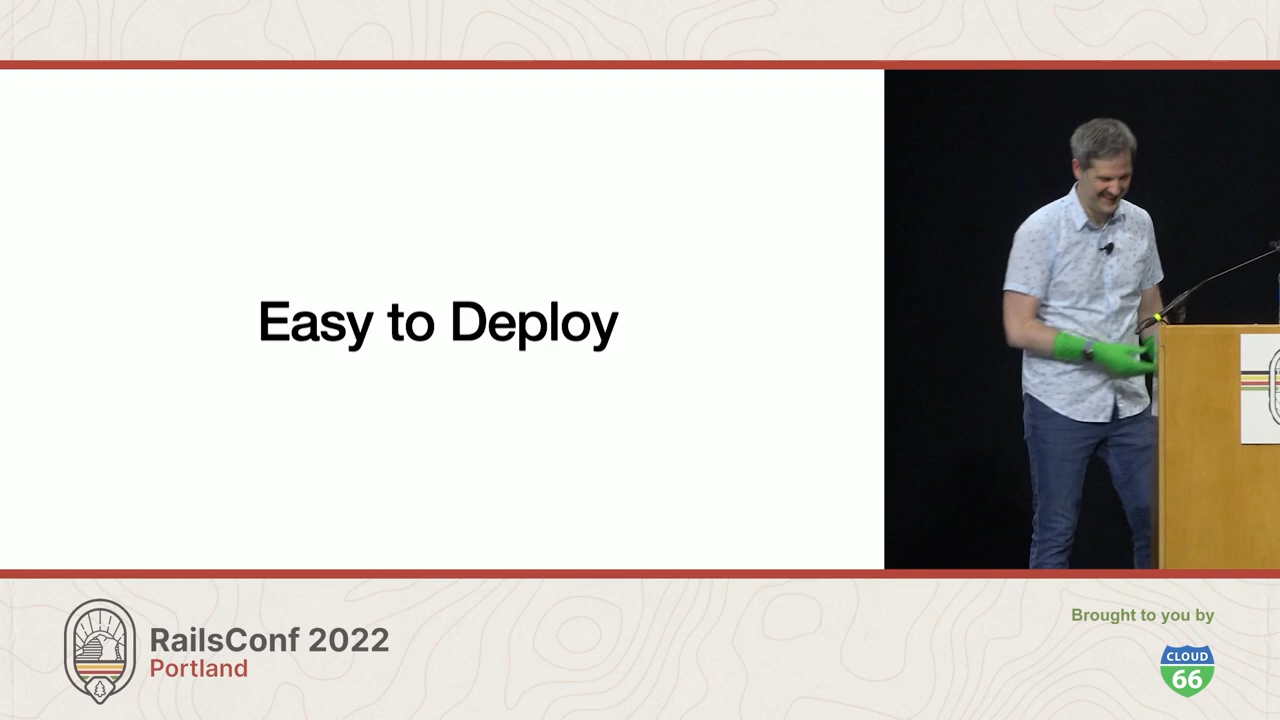 Easy to Deploy
RailsConf 2022
Portland
Brought to you by
CLOUD
66